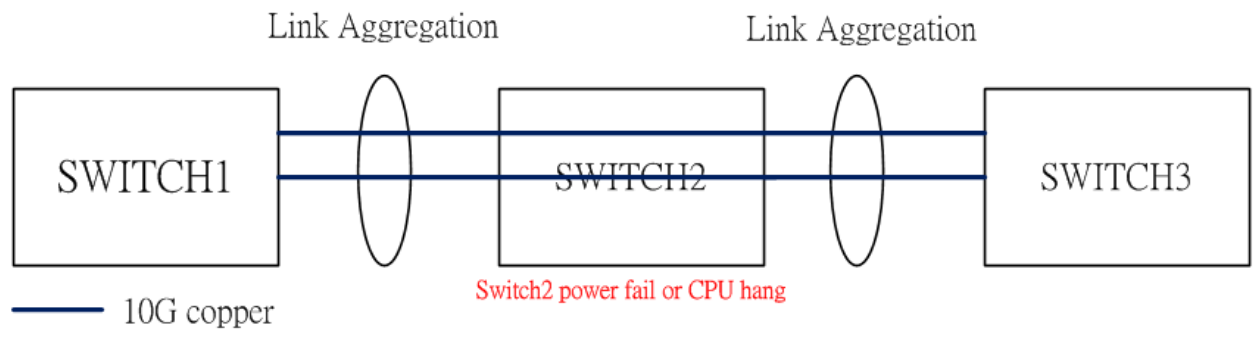 Link Aggregation
Link Aggregation
SWITCH1
SWITCH2
SWITCH3
Switch2 power fail or CPU hang
10G copper